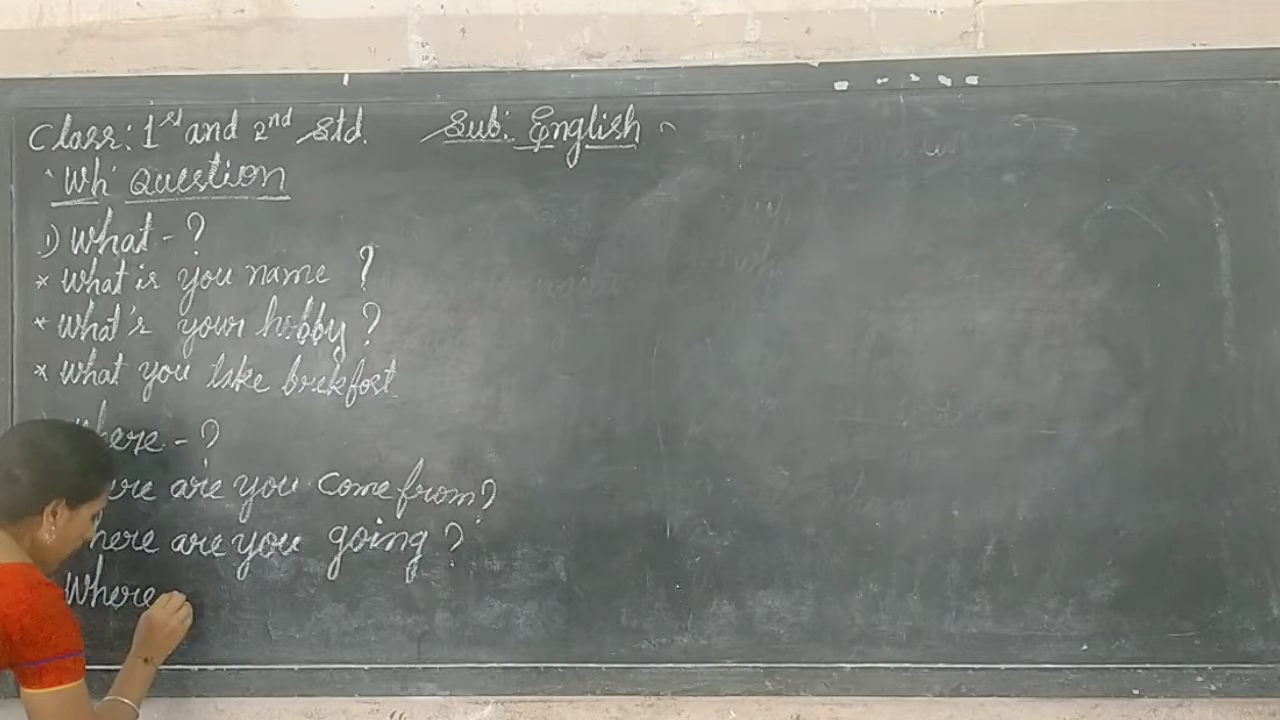 Class: 1st and 2nd Std. Sub: English
'Wh' Question
1) What - ?
* What is you name ?
* What's your hobby ?
* What you like brekfost
here - ?
ere are you come from?
here are you going ?
Where